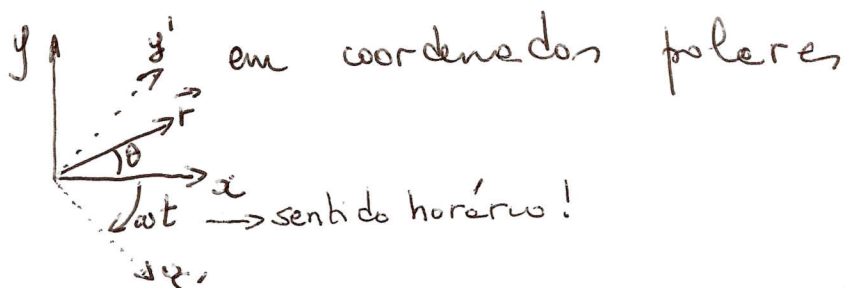 y y' em coordenadas polares
r
θ
x
ωt → sentido horário!
x'